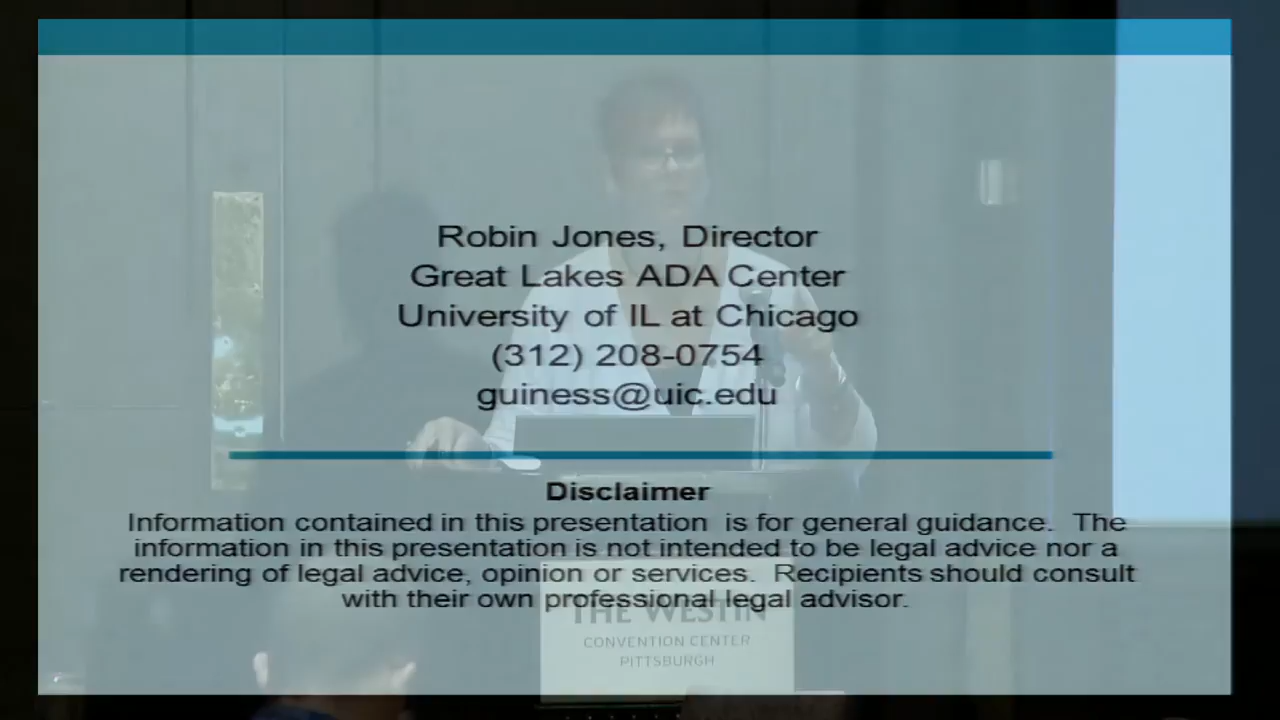 Robin Jones, Director
Great Lakes ADA Center
University of IL at Chicago
(312) 208-0754
guiness@uic.edu
Disclaimer
Information contained in this presentation is for general guidance. The
information in this presentation is not intended to be legal advice nor a
rendering of legal advice, opinion or services. Recipients should consult
with their own professional legal advisor.
THE WESTIN
CONVENTION CENTER
PITTSBURGH